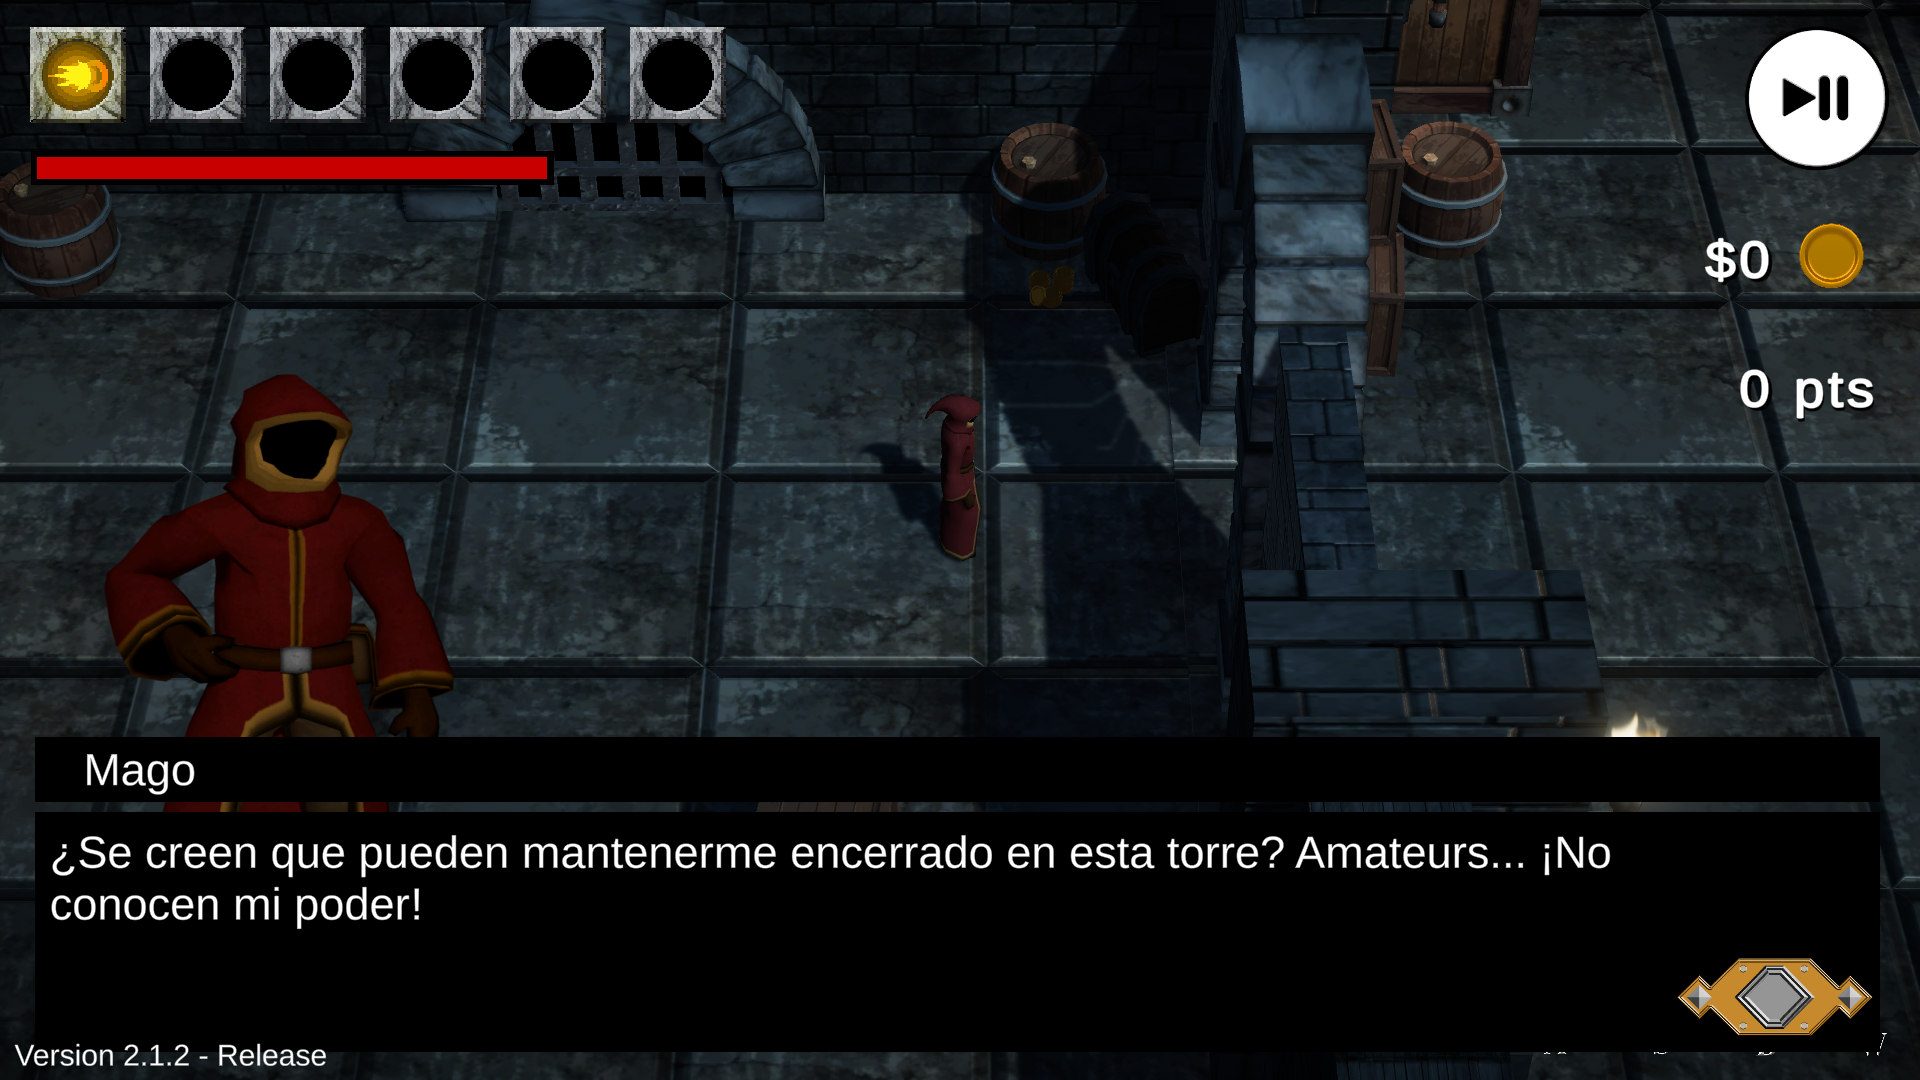 $0
0 pts
Mago
¿Se creen que pueden mantenerme encerrado en esta torre? Amateurs... ¡No
conocen mi poder!
Version 2.1.2 - Release